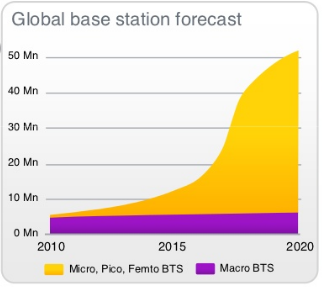 Global base station forecast
50 Mn
40 Mn
30 Mn
20 Mn
10 Mn
0 Mn
2010 2015 2020
Micro, Pico, Femto BTS Macro BTS